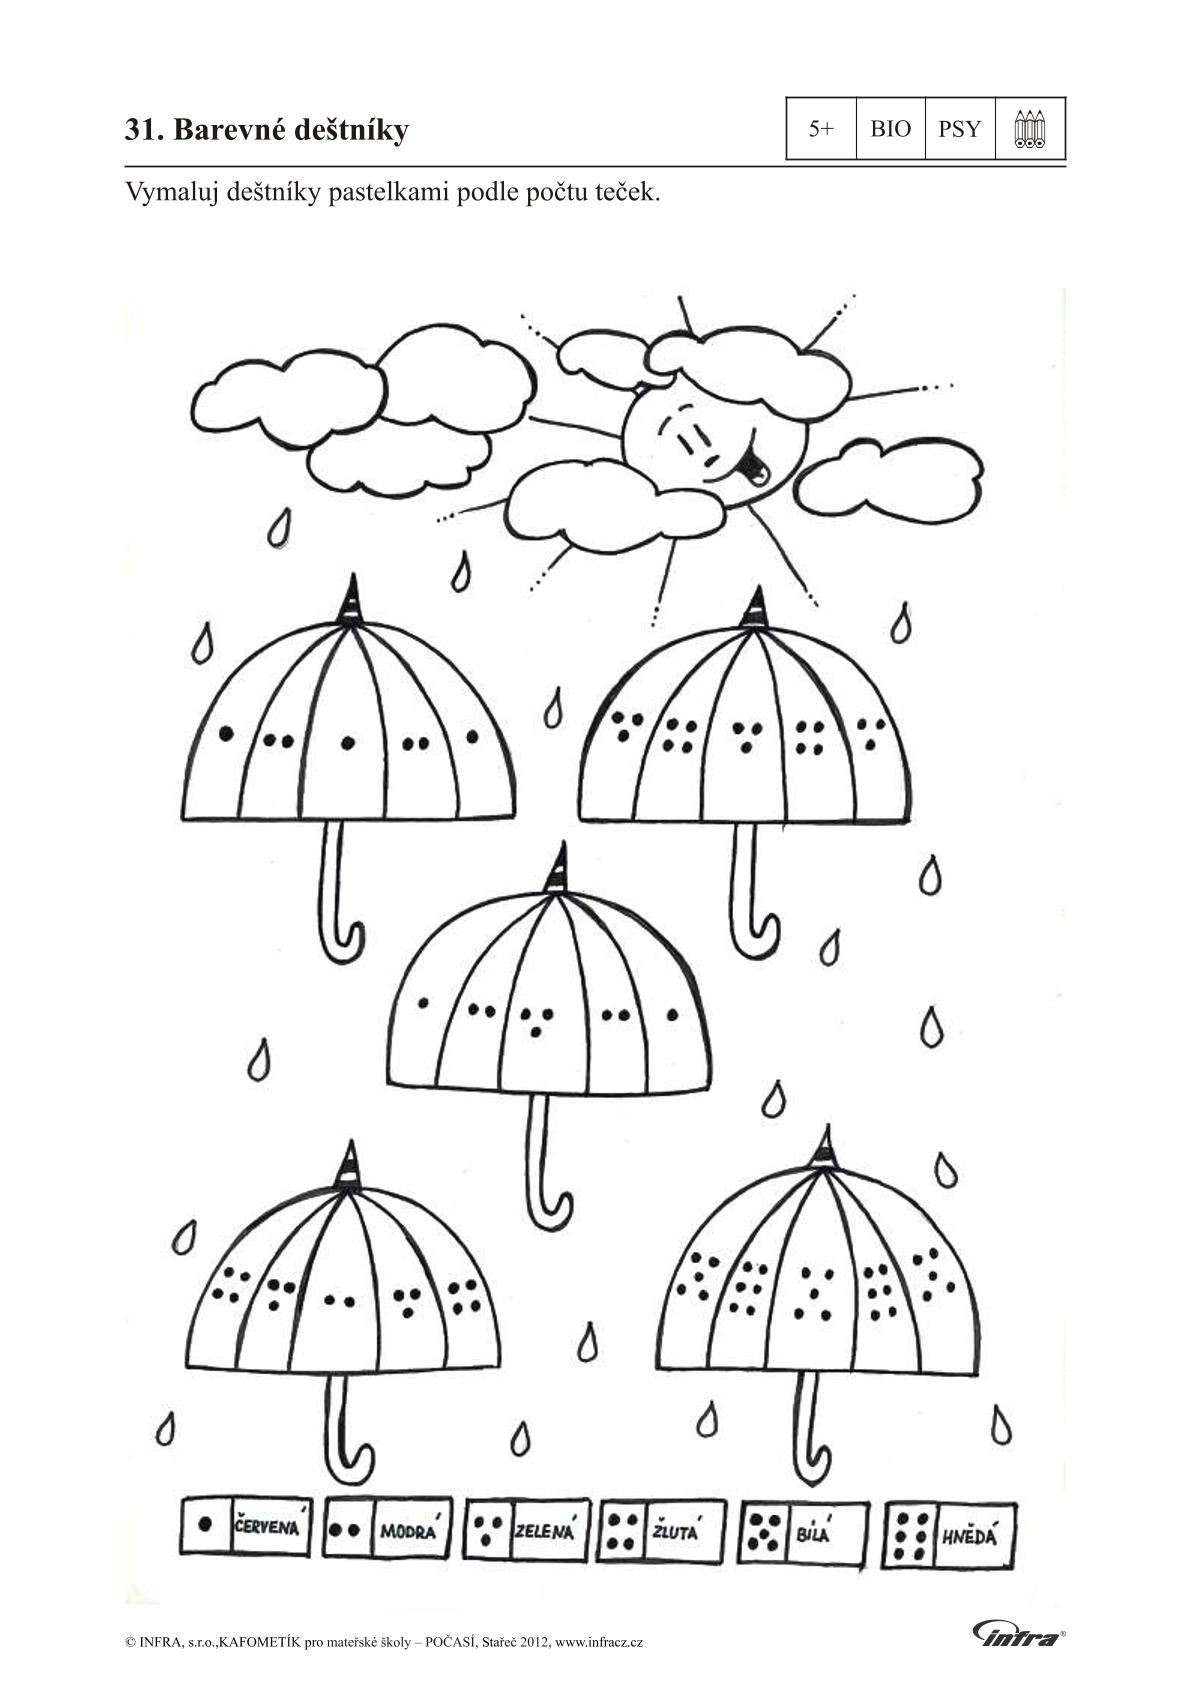 31. Barevné deštníky
5+ BIO PSY
Vymaluj deštníky pastelkami podle počtu teček.
ČERVENÁ MODRÁ ZELENÁ ŽLUTÁ BÍLÁ HNĚDÁ
© INFRA, s.r.o.,KAFOMETÍK pro mateřské školy – POČASÍ, Stařeč 2012, www.infracz.cz
infra®